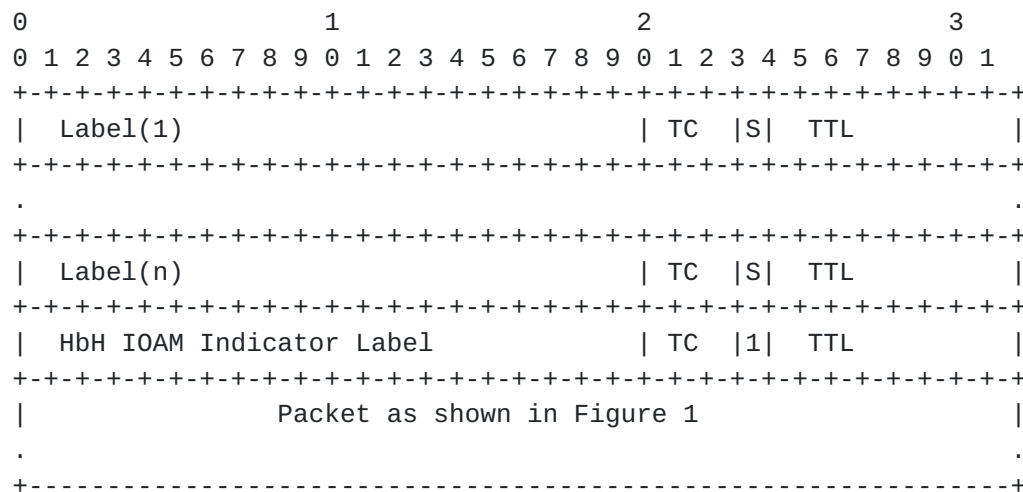 0                   1                   2                   3
0 1 2 3 4 5 6 7 8 9 0 1 2 3 4 5 6 7 8 9 0 1 2 3 4 5 6 7 8 9 0 1
+-+-+-+-+-+-+-+-+-+-+-+-+-+-+-+-+-+-+-+-+-+-+-+-+-+-+-+-+-+-+-+-+
|  Label(1)                             | TC  |S|  TTL          |
+-+-+-+-+-+-+-+-+-+-+-+-+-+-+-+-+-+-+-+-+-+-+-+-+-+-+-+-+-+-+-+-+
.                                                               .
+-+-+-+-+-+-+-+-+-+-+-+-+-+-+-+-+-+-+-+-+-+-+-+-+-+-+-+-+-+-+-+-+
|  Label(n)                             | TC  |S|  TTL          |
+-+-+-+-+-+-+-+-+-+-+-+-+-+-+-+-+-+-+-+-+-+-+-+-+-+-+-+-+-+-+-+-+
|  HbH IOAM Indicator Label             | TC  |1|  TTL          |
+-+-+-+-+-+-+-+-+-+-+-+-+-+-+-+-+-+-+-+-+-+-+-+-+-+-+-+-+-+-+-+-+
|                Packet as shown in Figure 1                    |
.                                                               .
+---------------------------------------------------------------+